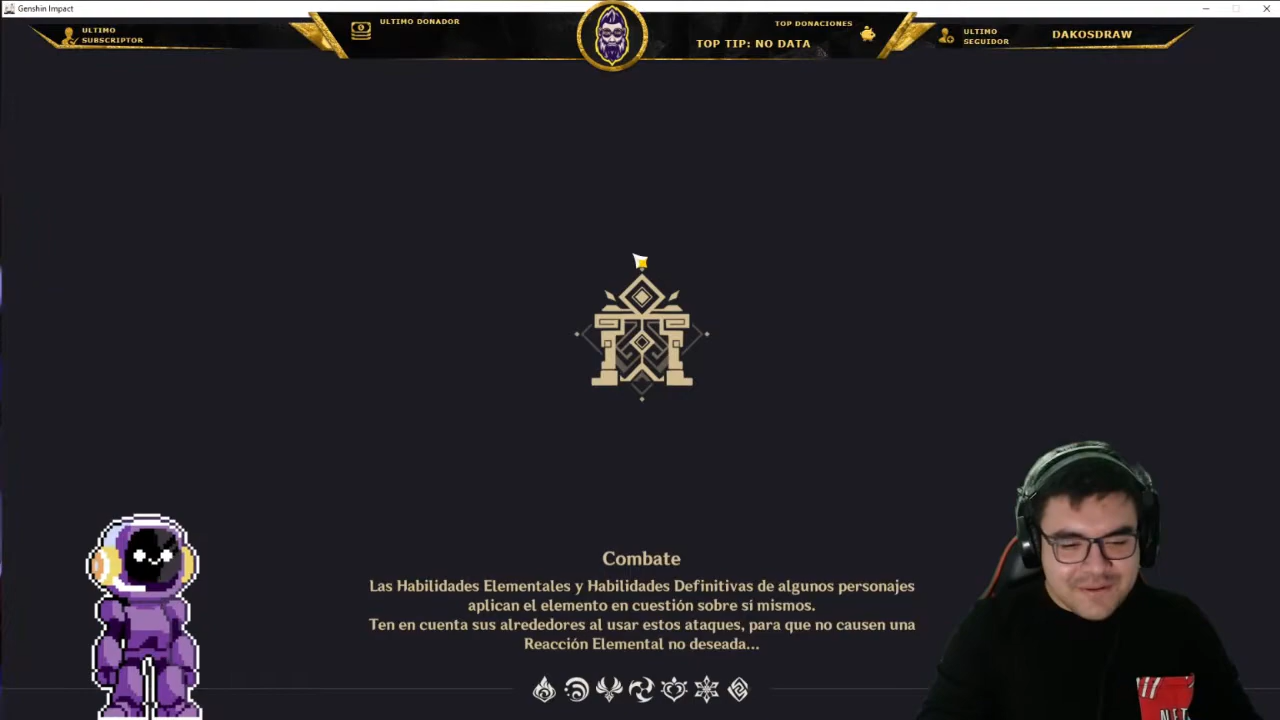 Genshin Impact
ULTIMO
SUBSCRIPTOR
ULTIMO DONADOR
TOP DONACIONES
TOP TIP: NO DATA
ULTIMO
SEGUIDOR
DAKOSDRAW
Combate
Las Habilidades Elementales y Habilidades Definitivas de algunos personajes
aplican el elemento en cuestión sobre sí mismos.
Ten en cuenta sus alrededores al usar estos ataques, para que no causen una
Reacción Elemental no deseada...